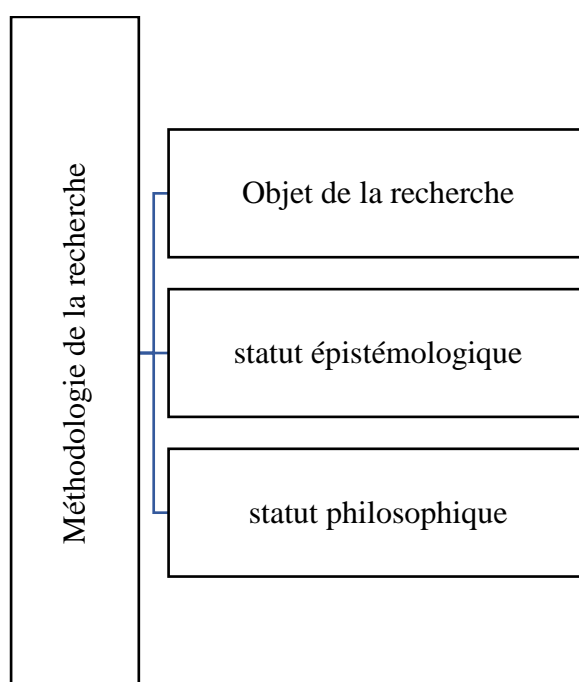 Méthodologie de la recherche
Objet de la recherche
statut épistémologique
statut philosophique